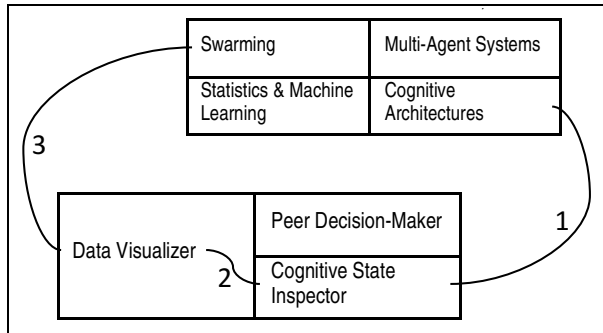 Swarming
Multi-Agent Systems
Statistics & Machine
Learning
Cognitive
Architectures
3
1
Data Visualizer
2
Peer Decision-Maker
Cognitive State
Inspector